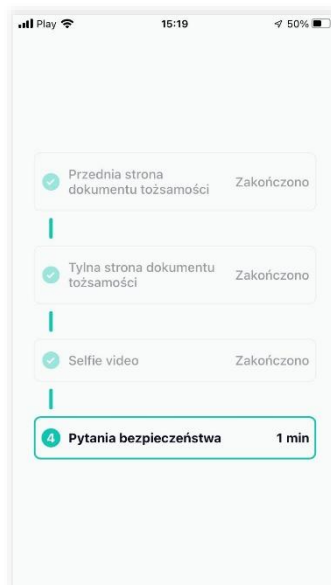 Play 15:19 50%
Przednia strona
dokumentu tożsamości Zakończono
Tylna strona dokumentu
tożsamości Zakończono
Selfie video Zakończono
4 Pytania bezpieczeństwa 1 min